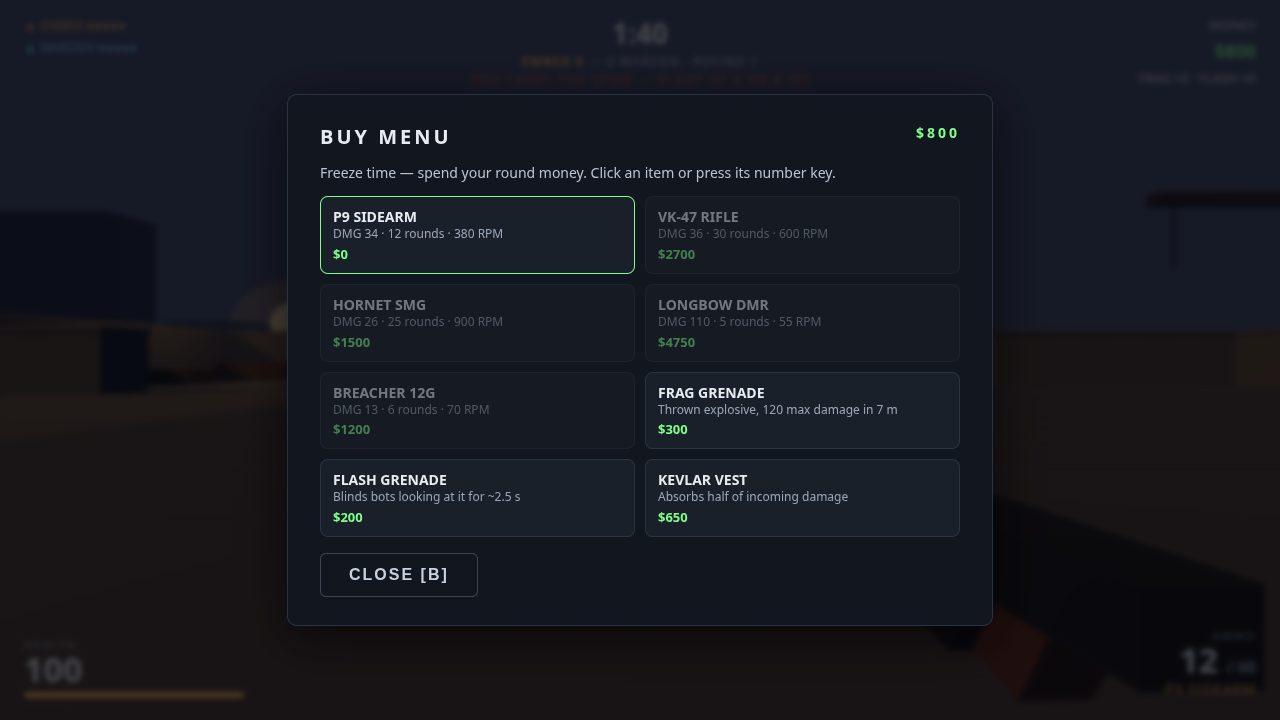 1:40
BUY MENU
$800
Freeze time — spend your round money. Click an item or press its number key.
P9 SIDEARM
DMG 34 · 12 rounds · 380 RPM
$0
VK-47 RIFLE
DMG 36 · 30 rounds · 600 RPM
$2700
HORNET SMG
DMG 26 · 25 rounds · 900 RPM
$1500
LONGBOW DMR
DMG 110 · 5 rounds · 55 RPM
$4750
BREACHER 12G
DMG 13 · 6 rounds · 70 RPM
$1200
FRAG GRENADE
Thrown explosive, 120 max damage in 7 m
$300
FLASH GRENADE
Blinds bots looking at it for ~2.5 s
$200
KEVLAR VEST
Absorbs half of incoming damage
$650
CLOSE [B]
100
12